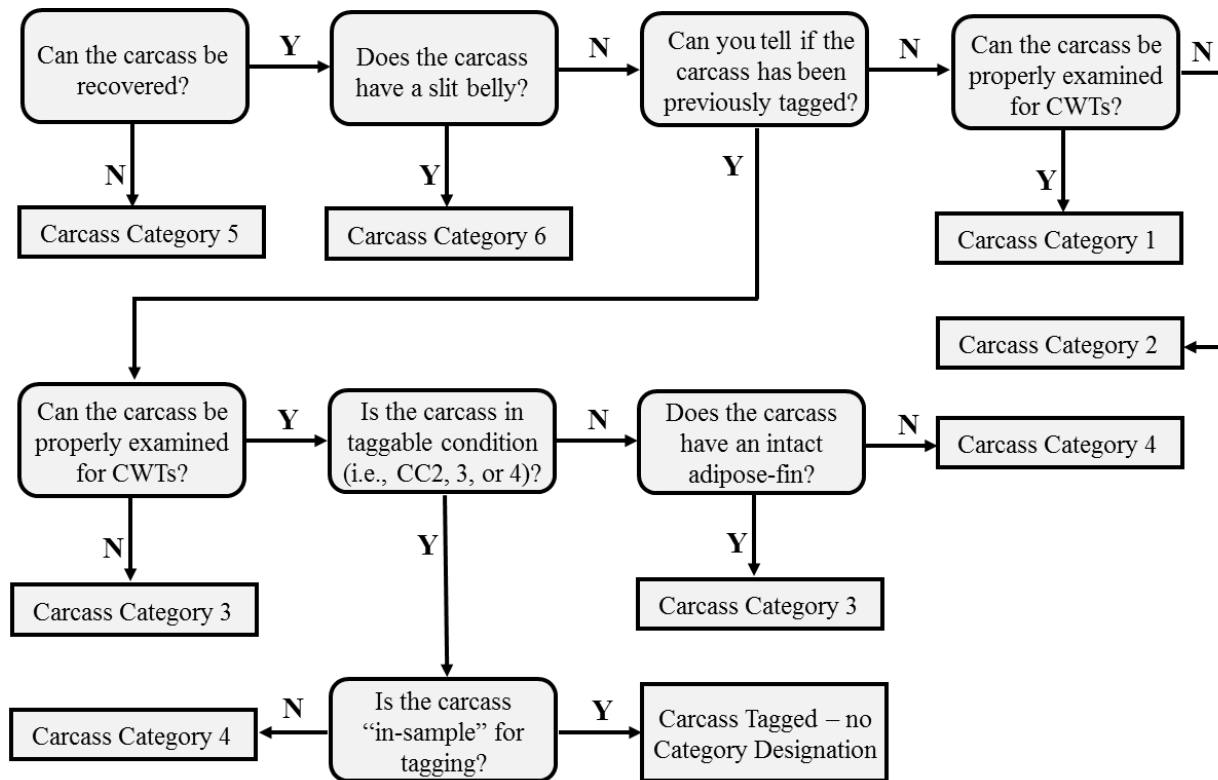 Can the carcass be
recovered?
Y
Does the carcass
have a slit belly?
N
Can you tell if the
carcass has been
previously tagged?
N
Can the carcass be
properly examined
for CWTs?
N
N
Y
Y
Y
Carcass Category 5
Carcass Category 6
Carcass Category 1
Carcass Category 2
Can the carcass be
properly examined
for CWTs?
Y
Is the carcass in
taggable condition
(i.e., CC2, 3, or 4)?
N
Does the carcass
have an intact
adipose-fin?
N
Carcass Category 4
N
Y
Y
Carcass Category 3
Carcass Category 3
Carcass Category 4
N
Is the carcass
“in-sample” for
tagging?
Y
Carcass Tagged – no
Category Designation